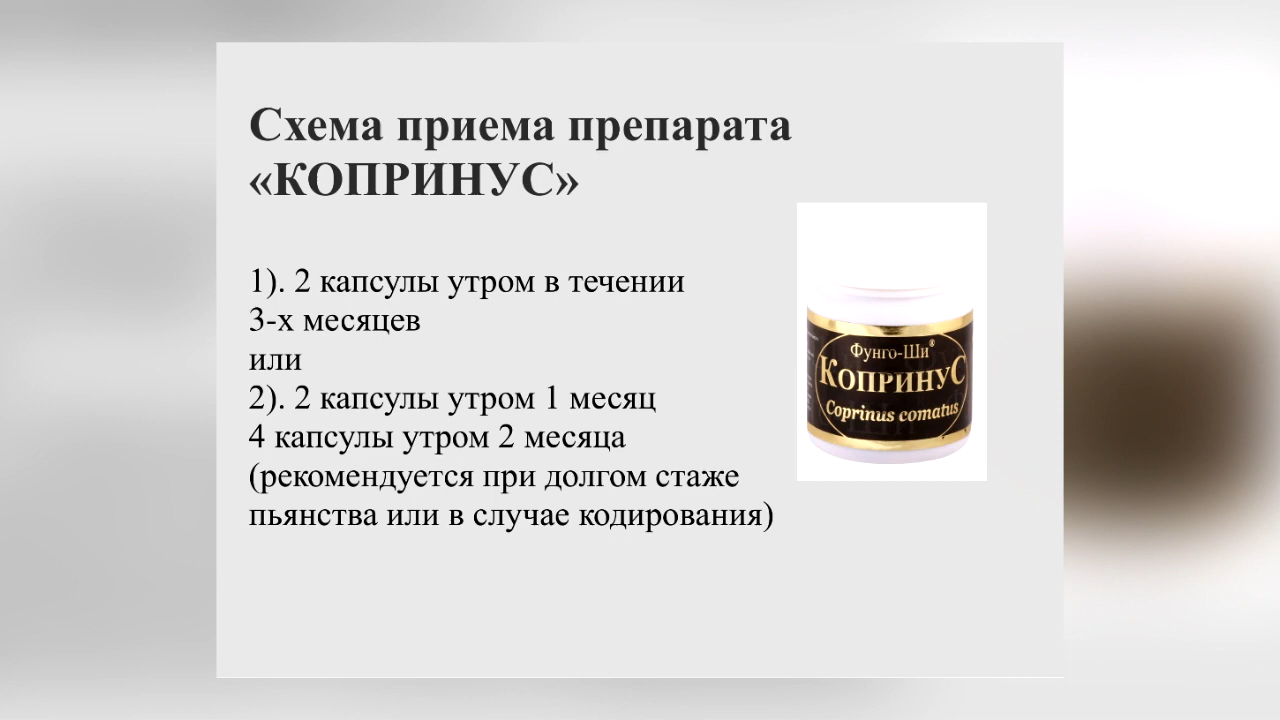 Схема приема препарата
«КОПРИНУС»
1). 2 капсулы утром в течении
3-х месяцев
или
2). 2 капсулы утром 1 месяц
4 капсулы утром 2 месяца
(рекомендуется при долгом стаже
пьянства или в случае кодирования)
Фунго-Ши®
КОПРИНУС
Coprinus comatus